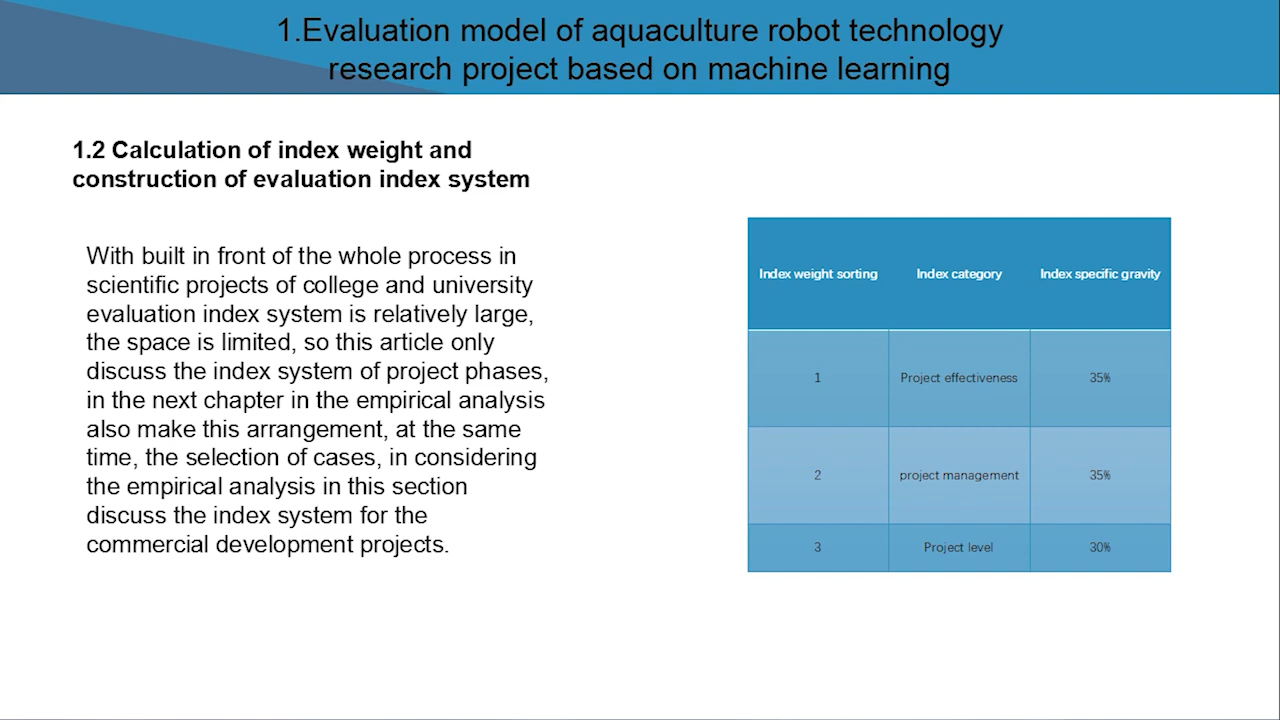 1.Evaluation model of aquaculture robot technology
research project based on machine learning
1.2 Calculation of index weight and
construction of evaluation index system
With built in front of the whole process in
scientific projects of college and university
evaluation index system is relatively large,
the space is limited, so this article only
discuss the index system of project phases,
in the next chapter in the empirical analysis
also make this arrangement, at the same
time, the selection of cases, in considering
the empirical analysis in this section
discuss the index system for the
commercial development projects.
Index weight sorting Index category Index specific gravity
1 Project effectiveness 35%
2 project management 35%
3 Project level 30%